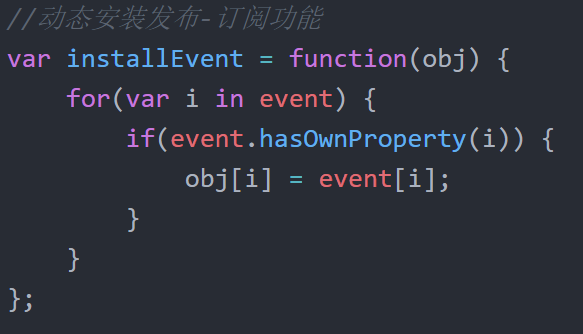 //动态安装发布-订阅功能
var installEvent = function(obj) {
    for(var i in event) {
        if(event.hasOwnProperty(i)) {
            obj[i] = event[i];
        }
    }
};